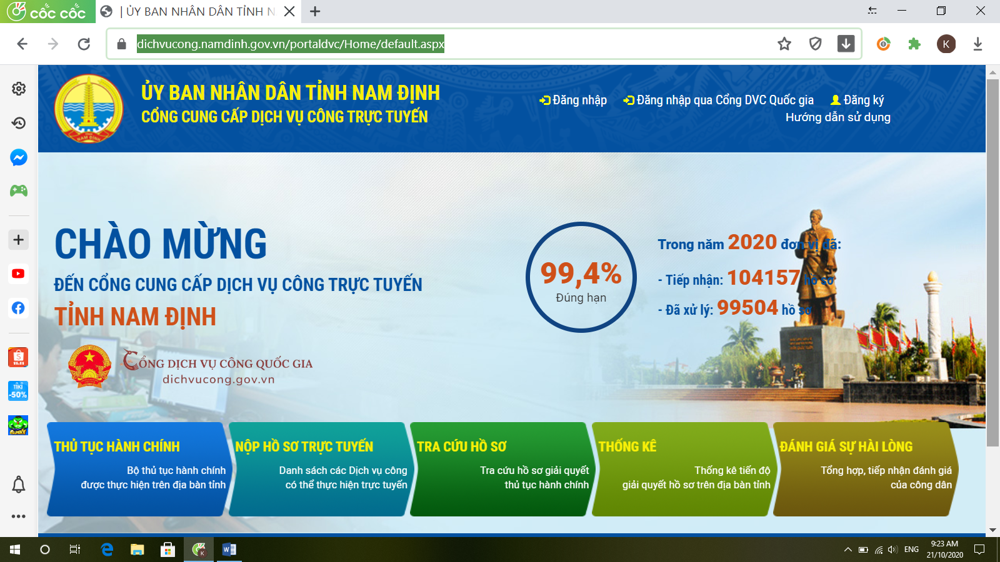 cốc cốc
| ỦY BAN NHÂN DÂN TỈNH N
dichvucong.namdinh.gov.vn/portaldvc/Home/default.aspx
K
ỦY BAN NHÂN DÂN TỈNH NAM ĐỊNH
CỔNG CUNG CẤP DỊCH VỤ CÔNG TRỰC TUYẾN
Đăng nhập
Đăng nhập qua Cổng DVC Quốc gia
Đăng ký
Hướng dẫn sử dụng
TỈNH
NAM ĐỊNH
CHÀO MỪNG
ĐẾN CỔNG CUNG CẤP DỊCH VỤ CÔNG TRỰC TUYẾN
TỈNH NAM ĐỊNH
CỔNG DỊCH VỤ CÔNG QUỐC GIA
dichvucong.gov.vn
99,4%
Đúng hạn
Trong năm 2020 đơn vị đã:
- Tiếp nhận: 104157 hồ sơ
- Đã xử lý: 99504 hồ sơ
11.11
TIKI
-50%
THỦ TỤC HÀNH CHÍNH
Bộ thủ tục hành chính
được thực hiện trên địa bàn tỉnh
NỘP HỒ SƠ TRỰC TUYẾN
Danh sách các Dịch vụ công
có thể thực hiện trực tuyến
TRA CỨU HỒ SƠ
Tra cứu hồ sơ giải quyết
thủ tục hành chính
THỐNG KÊ
Thống kê tiến độ
giải quyết hồ sơ trên địa bàn tỉnh
ĐÁNH GIÁ SỰ HÀI LÒNG
Tổng hợp, tiếp nhận đánh giá
của công dân
K
ENG
9:23 AM
21/10/2020